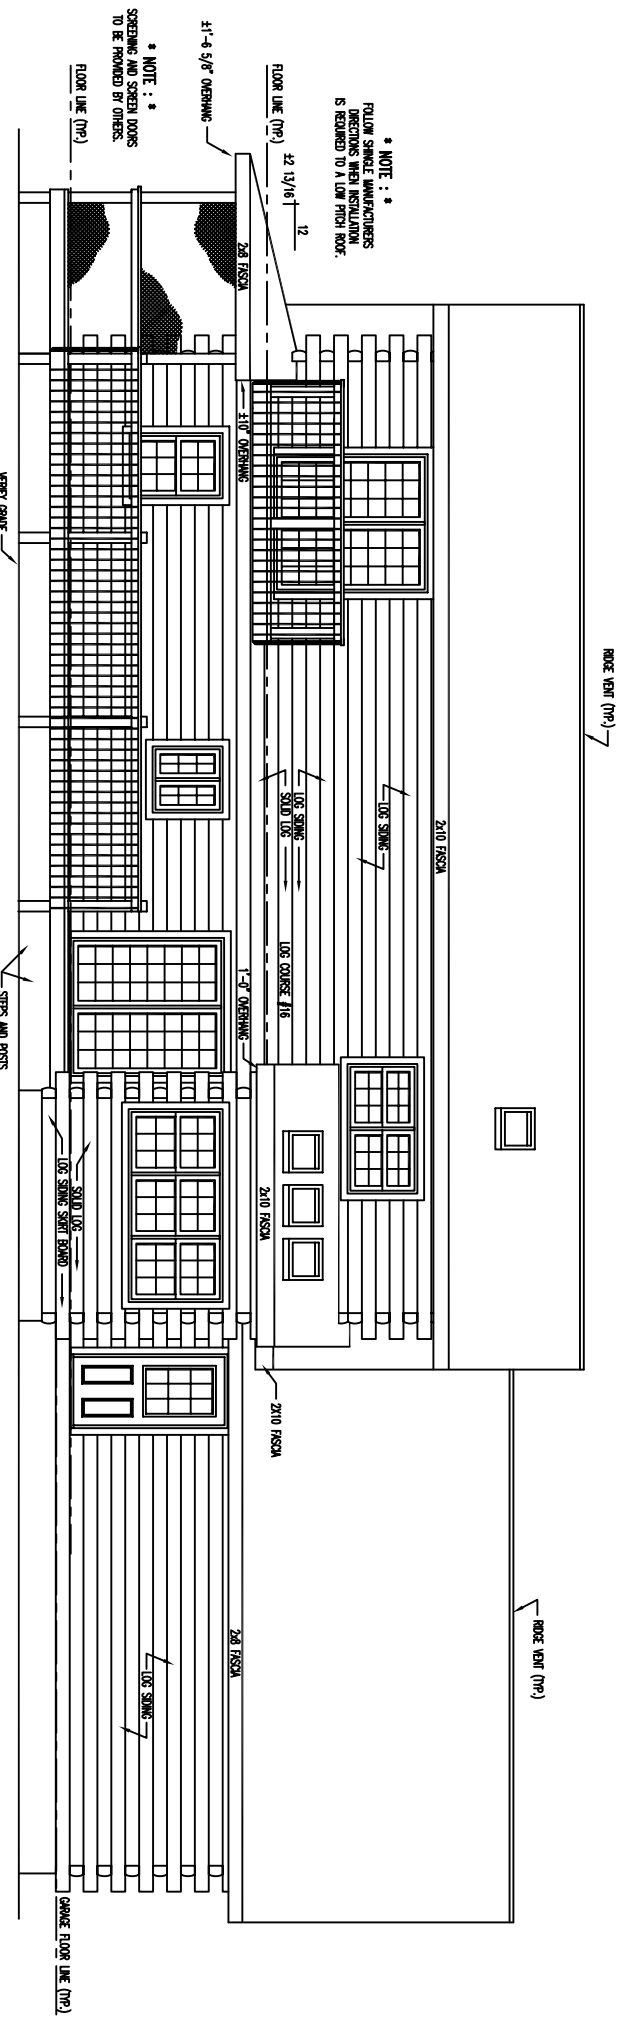 RIDGE VENT (TYP.)
RIDGE VENT (TYP.)
* NOTE : *
FOLLOW SHINGLE MANUFACTURERS
DIRECTIONS WHEN INSTALLATION
IS REQUIRED TO A LOW PITCH ROOF.
2x10 FASCIA
LOG SIDING
12
±2 13/16
LOG SIDING
SOLID LOG
LOG COURSE #16
FLOOR LINE (TYP.)
2X10 FASCIA
2x10 FASCIA
±1'-6 5/8" OVERHANG
2x8 FASCIA
±10" OVERHANG
1'-0" OVERHANG
2x8 FASCIA
* NOTE : *
SCREENING AND SCREEN DOORS
TO BE PROVIDED BY OTHERS.
LOG SIDING
FLOOR LINE (TYP.)
SOLID LOG
LOG SIDING SKIRT BOARD
GARAGE FLOOR LINE (TYP.)
VERIFY GRADE
STEPS AND POSTS